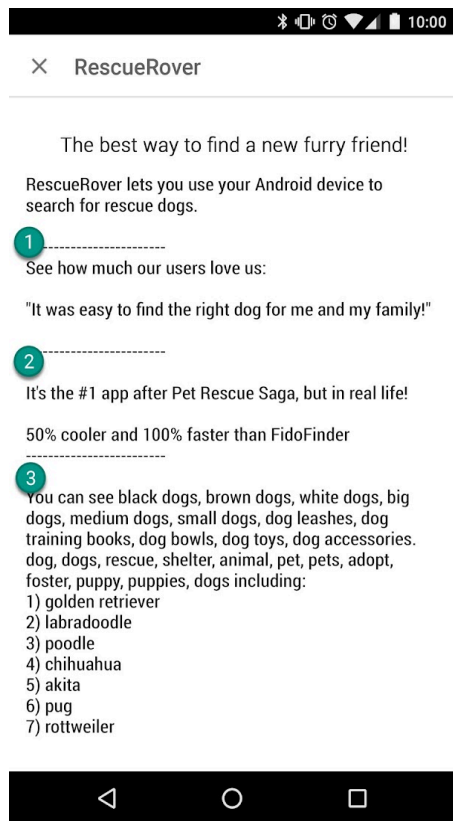 10:00
RescueRover
The best way to find a new furry friend!
RescueRover lets you use your Android device to
search for rescue dogs.
1
-----------------------
See how much our users love us:
"It was easy to find the right dog for me and my family!"
-----------------------
2
It's the #1 app after Pet Rescue Saga, but in real life!
50% cooler and 100% faster than FidoFinder
-------------------------
3
You can see black dogs, brown dogs, white dogs, big
dogs, medium dogs, small dogs, dog leashes, dog
training books, dog bowls, dog toys, dog accessories.
dog, dogs, rescue, shelter, animal, pet, pets, adopt,
foster, puppy, puppies, dogs including:
1) golden retriever
2) labradoodle
3) poodle
4) chihuahua
5) akita
6) pug
7) rottweiler